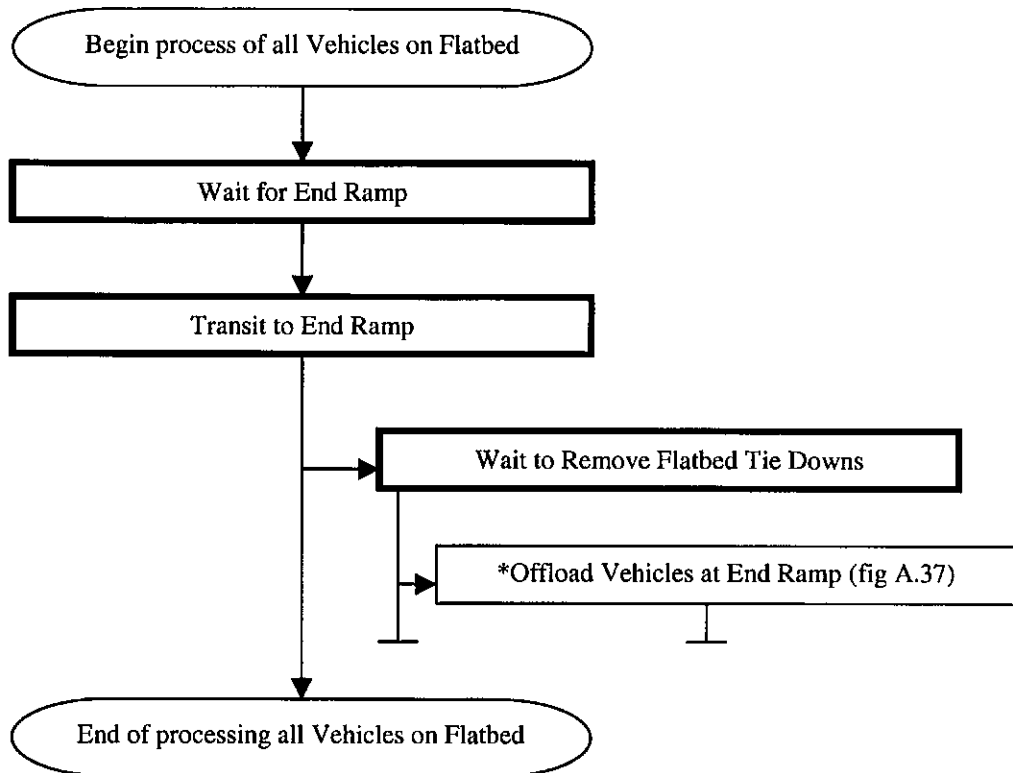 Begin process of all Vehicles on Flatbed
Wait for End Ramp
Transit to End Ramp
Wait to Remove Flatbed Tie Downs
*Offload Vehicles at End Ramp (fig A.37)
End of processing all Vehicles on Flatbed